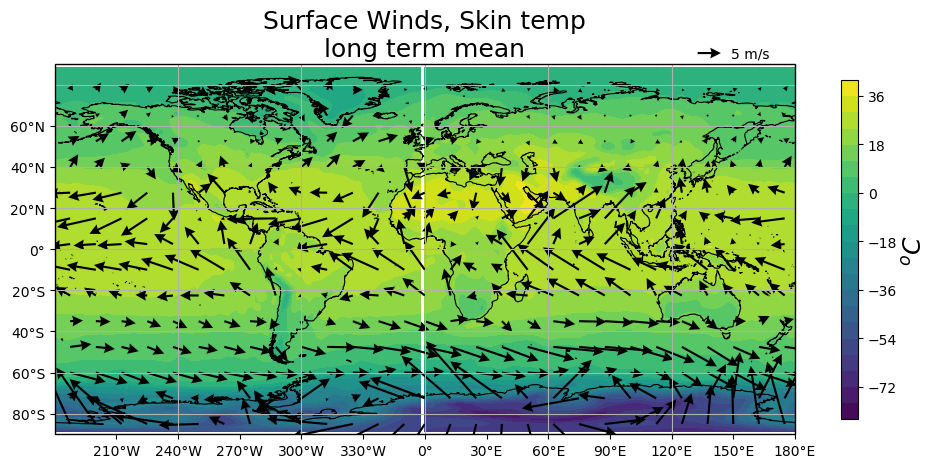 Surface Winds, Skin temp
long term mean
5 m/s
60°N
40°N
20°N
0°
20°S
40°S
60°S
80°S
210°W 240°W 270°W 300°W 330°W 0° 30°E 60°E 90°E 120°E 150°E 180°E
36
18
0
−18
−36
−54
−72
°C